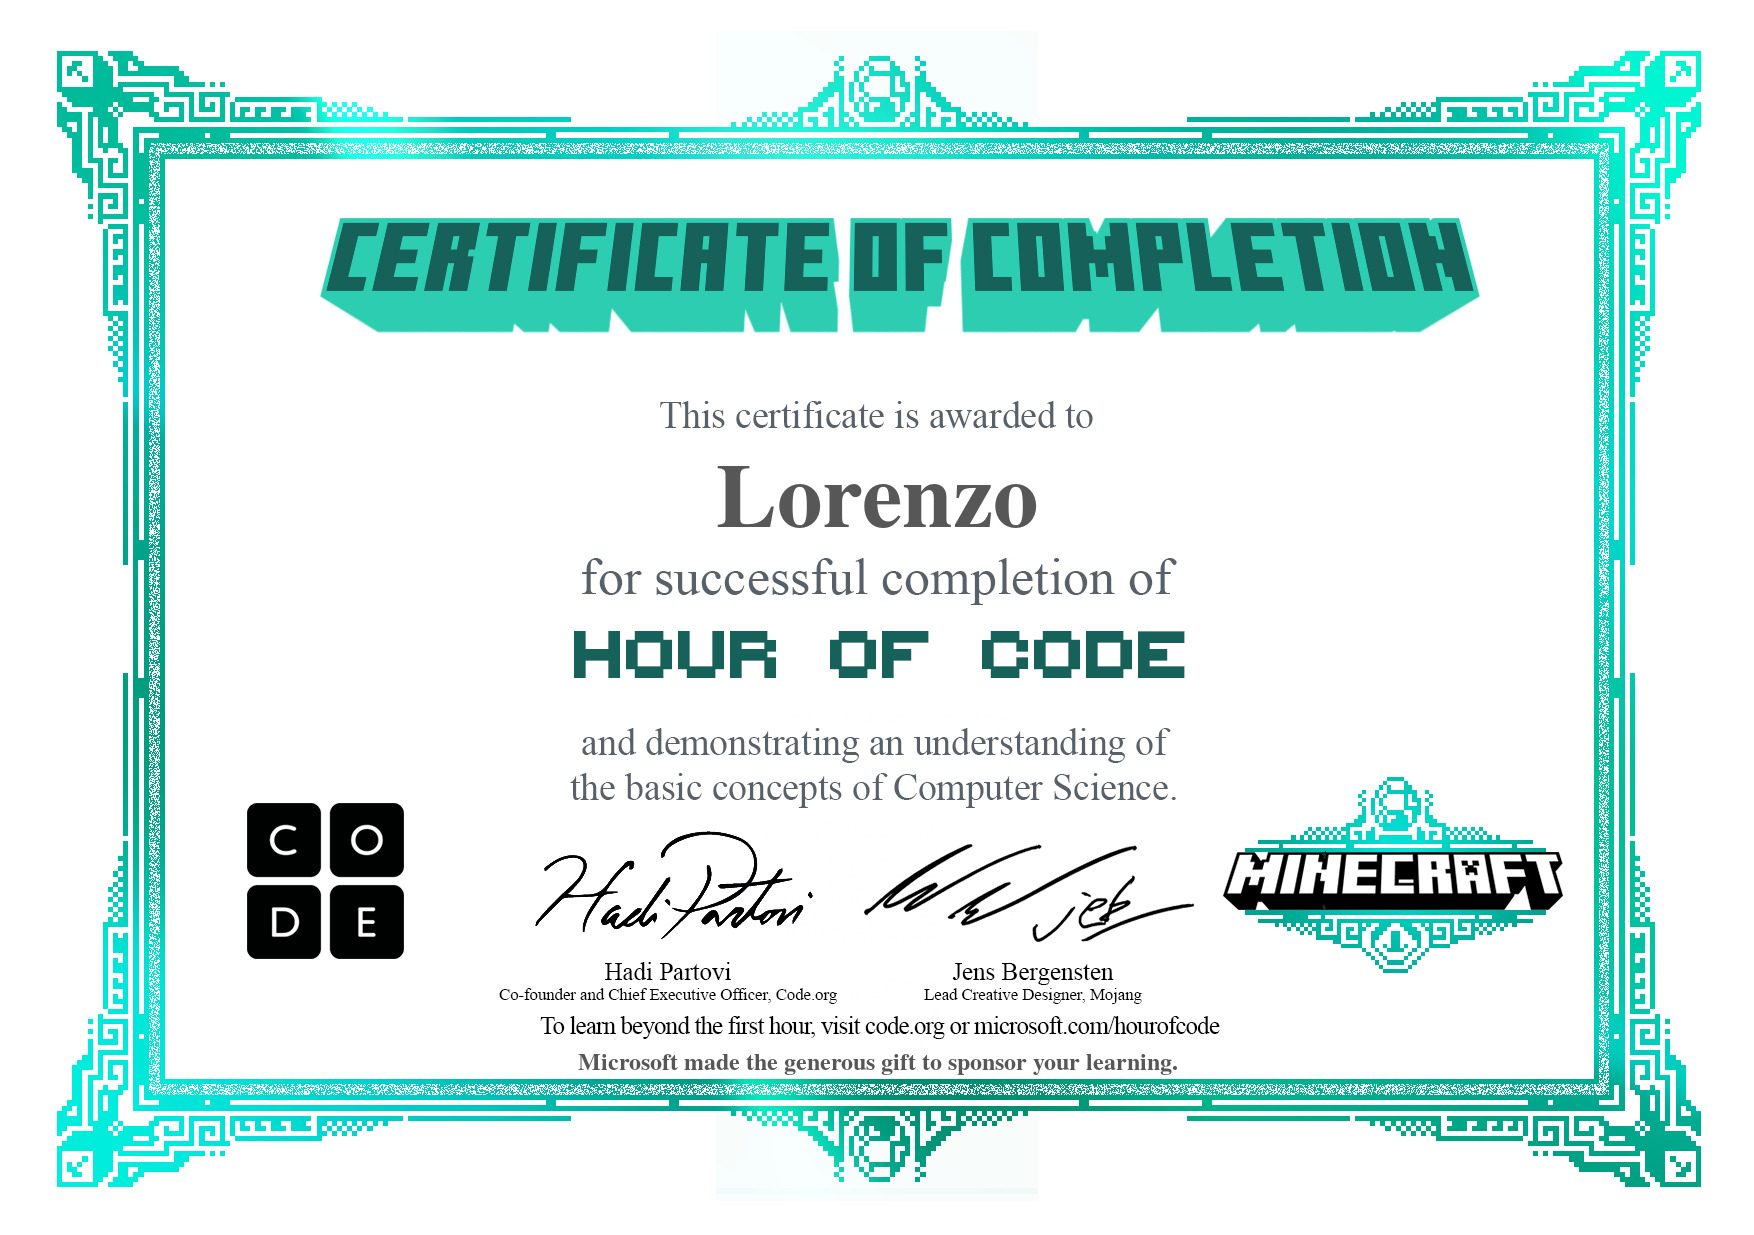 CERTIFICATE OF COMPLETION
This certificate is awarded to
Lorenzo
for successful completion of
HOUR OF CODE
and demonstrating an understanding of
the basic concepts of Computer Science.
C O
D E
Hadi Partovi
jeb
MINECRAFT
Hadi Partovi
Co-founder and Chief Executive Officer, Code.org
Jens Bergensten
Lead Creative Designer, Mojang
To learn beyond the first hour, visit code.org or microsoft.com/hourofcode
Microsoft made the generous gift to sponsor your learning.